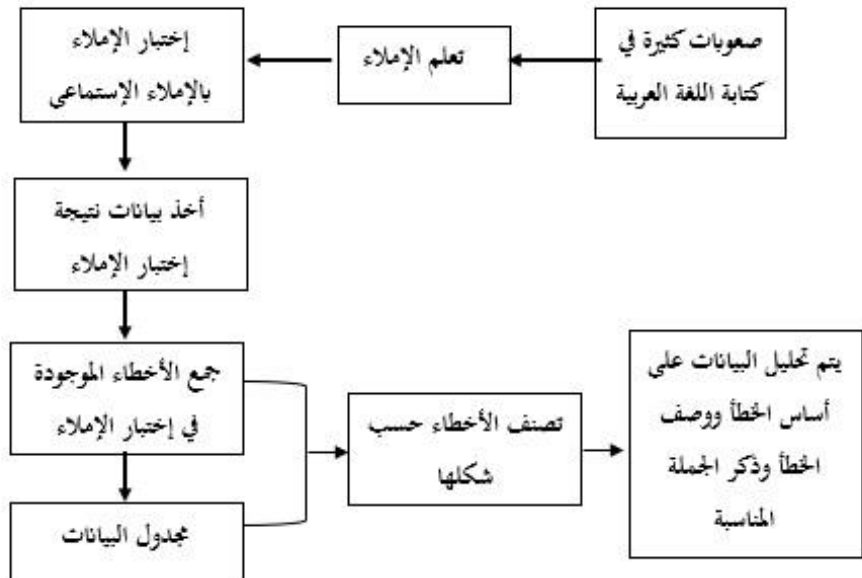 صعوبات كثيرة في
كتابة اللغة العربية
تعلم الإملاء
إختبار الإملاء
بالإملاء الإستماعي
أخذ بيانات نتيجة
إختبار الإملاء
جمع الأخطاء الموجودة
في إختبار الإملاء
مجدول البيانات
تصنف الأخطاء حسب
شكلها
يتم تحليل البيانات على
أساس الخطأ ووصف
الخطأ وذكر الجملة
المناسبة